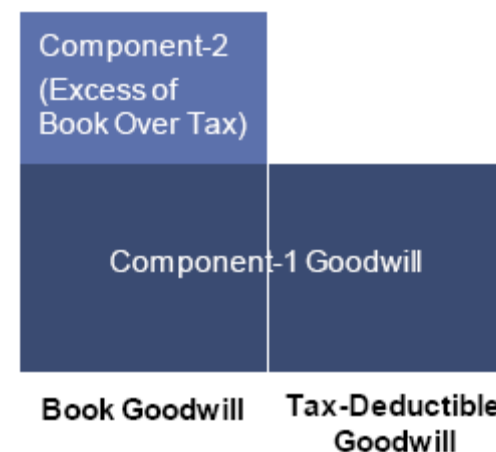 Component-2
(Excess of
Book Over Tax)
Component-1 Goodwill
Book Goodwill
Tax-Deductible
Goodwill